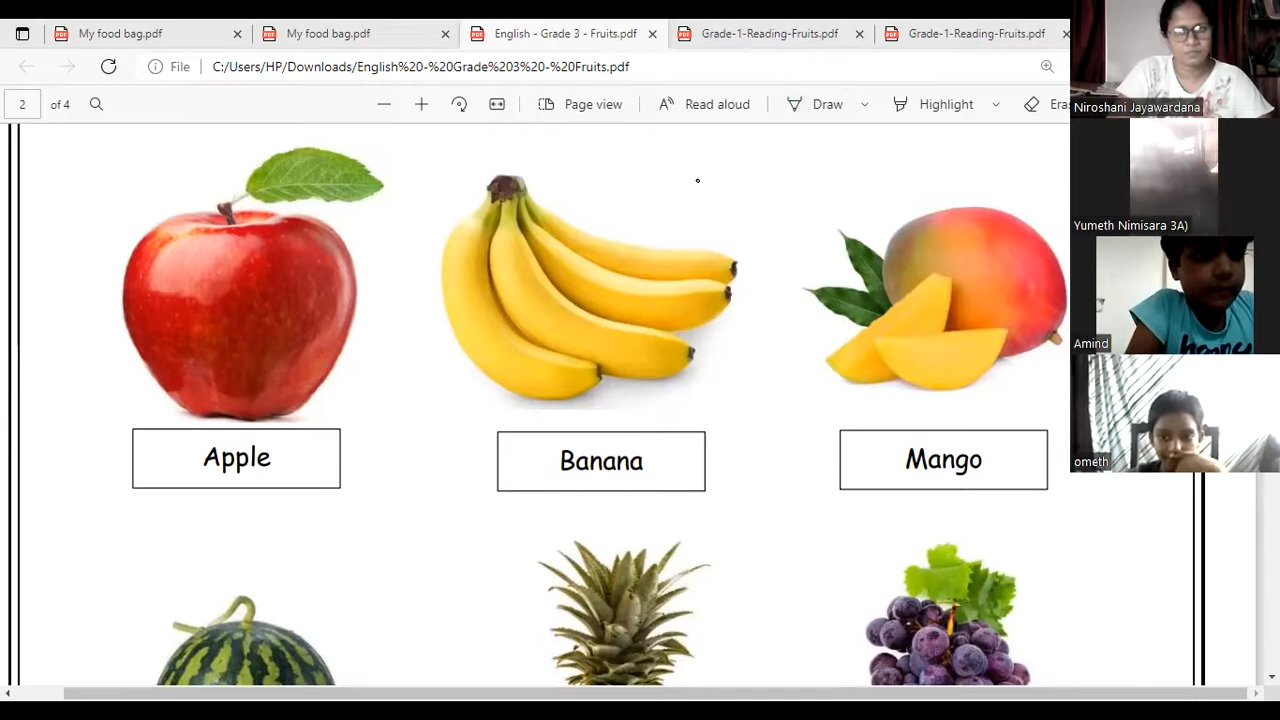 My food bag.pdf
My food bag.pdf
English - Grade 3 - Fruits.pdf
Grade-1-Reading-Fruits.pdf
Grade-1-Reading-Fruits.pdf
File C:/Users/HP/Downloads/English%20-%20Grade%203%20-%20Fruits.pdf
2 of 4
Page view
Read aloud
Draw
Highlight
Eras
Niroshani Jayawardana
Yumeth Nimisara 3A)
Amind
ometh
Apple
Banana
Mango